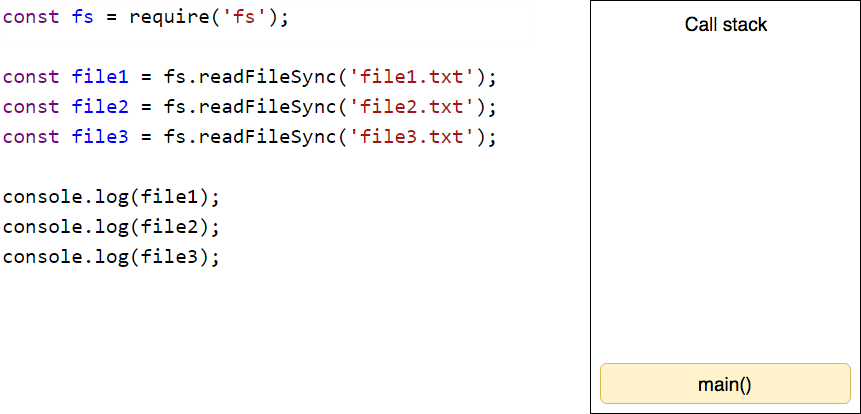 const fs = require('fs');
const file1 = fs.readFileSync('file1.txt');
const file2 = fs.readFileSync('file2.txt');
const file3 = fs.readFileSync('file3.txt');
console.log(file1);
console.log(file2);
console.log(file3);
Call stack
main()